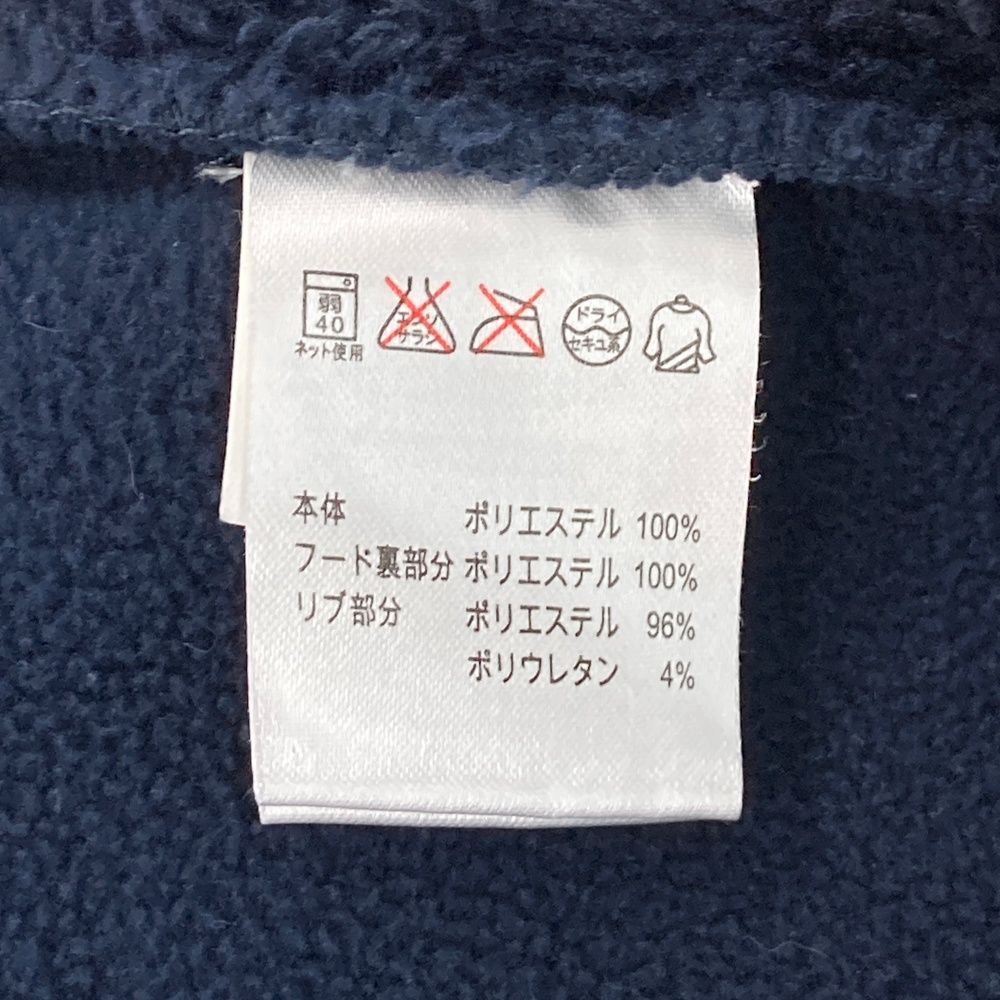 弱
40
ネット使用
エンソ
サラシ
ドライ
セキユ系
本体 ポリエステル 100%
フード裏部分 ポリエステル 100%
リブ部分 ポリエステル 96%
ポリウレタン 4%